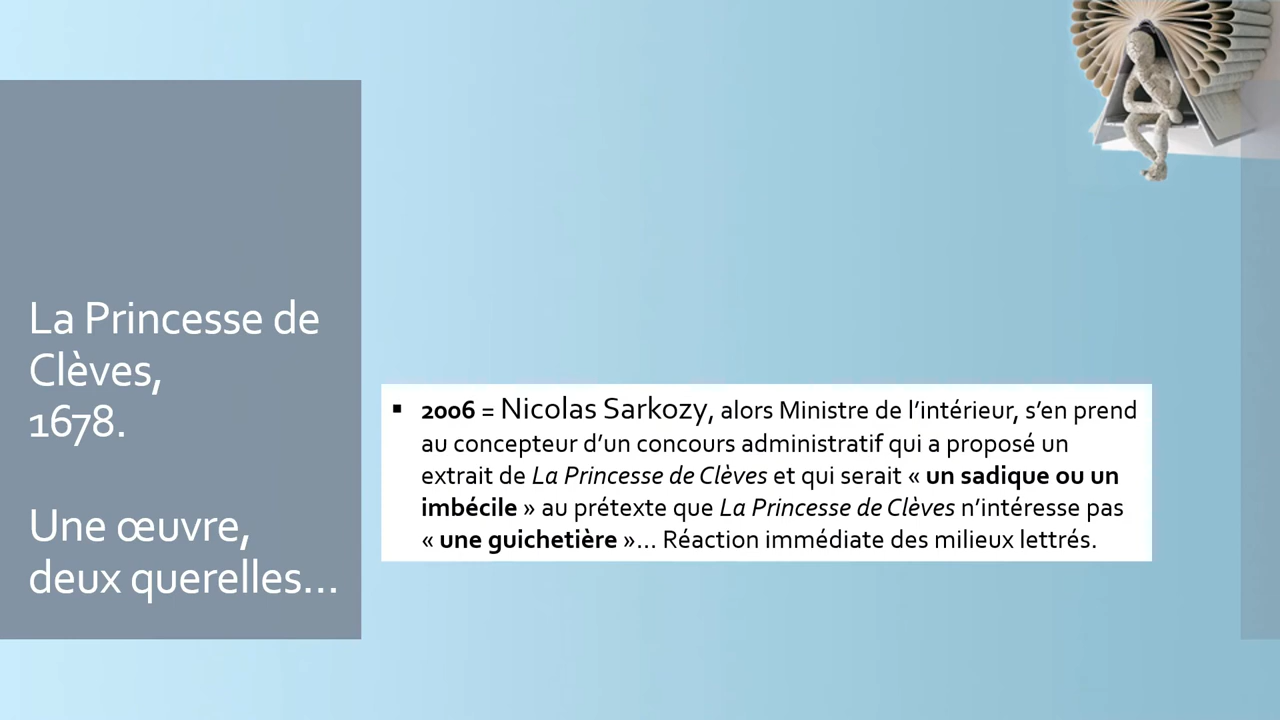 La Princesse de
Clèves,
1678.
Une œuvre,
deux querelles...
▪ 2006 = Nicolas Sarkozy, alors Ministre de l’intérieur, s’en prend
au concepteur d’un concours administratif qui a proposé un
extrait de La Princesse de Clèves et qui serait « un sadique ou un
imbécile » au prétexte que La Princesse de Clèves n’intéresse pas
« une guichetière »... Réaction immédiate des milieux lettrés.